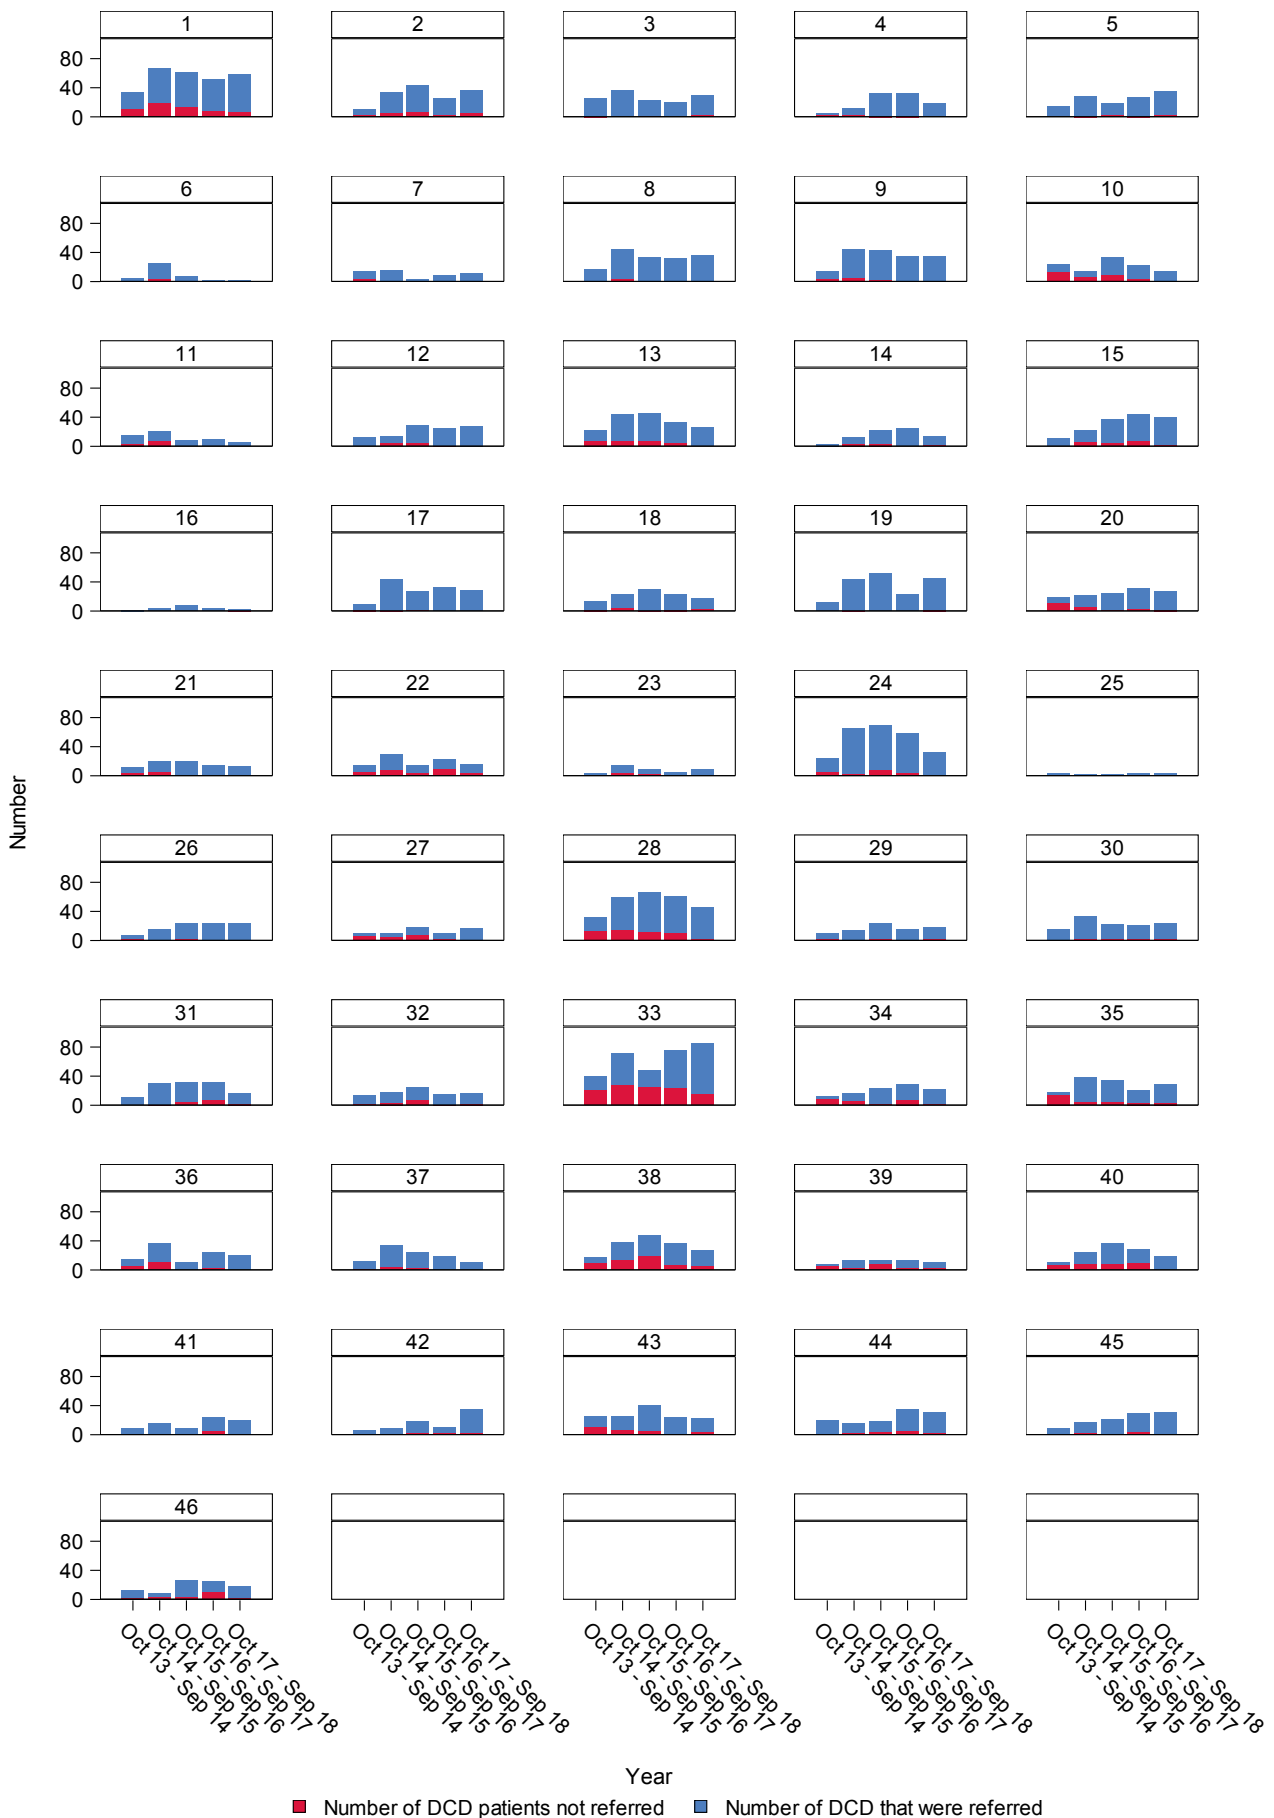 1 2 3 4 5
80
40
0
6 7 8 9 10
80
40
0
11 12 13 14 15
80
40
0
16 17 18 19 20
80
40
0
21 22 23 24 25
80
40
0
Number
26 27 28 29 30
80
40
0
31 32 33 34 35
80
40
0
36 37 38 39 40
80
40
0
41 42 43 44 45
80
40
0
46
80
40
0
Oct 13 - Sep 14
Oct 14 - Sep 15
Oct 15 - Sep 16
Oct 16 - Sep 17
Oct 17 - Sep 18
Oct 13 - Sep 14
Oct 14 - Sep 15
Oct 15 - Sep 16
Oct 16 - Sep 17
Oct 17 - Sep 18
Oct 13 - Sep 14
Oct 14 - Sep 15
Oct 15 - Sep 16
Oct 16 - Sep 17
Oct 17 - Sep 18
Oct 13 - Sep 14
Oct 14 - Sep 15
Oct 15 - Sep 16
Oct 16 - Sep 17
Oct 17 - Sep 18
Oct 13 - Sep 14
Oct 14 - Sep 15
Oct 15 - Sep 16
Oct 16 - Sep 17
Oct 17 - Sep 18
Year
Number of DCD patients not referred Number of DCD that were referred